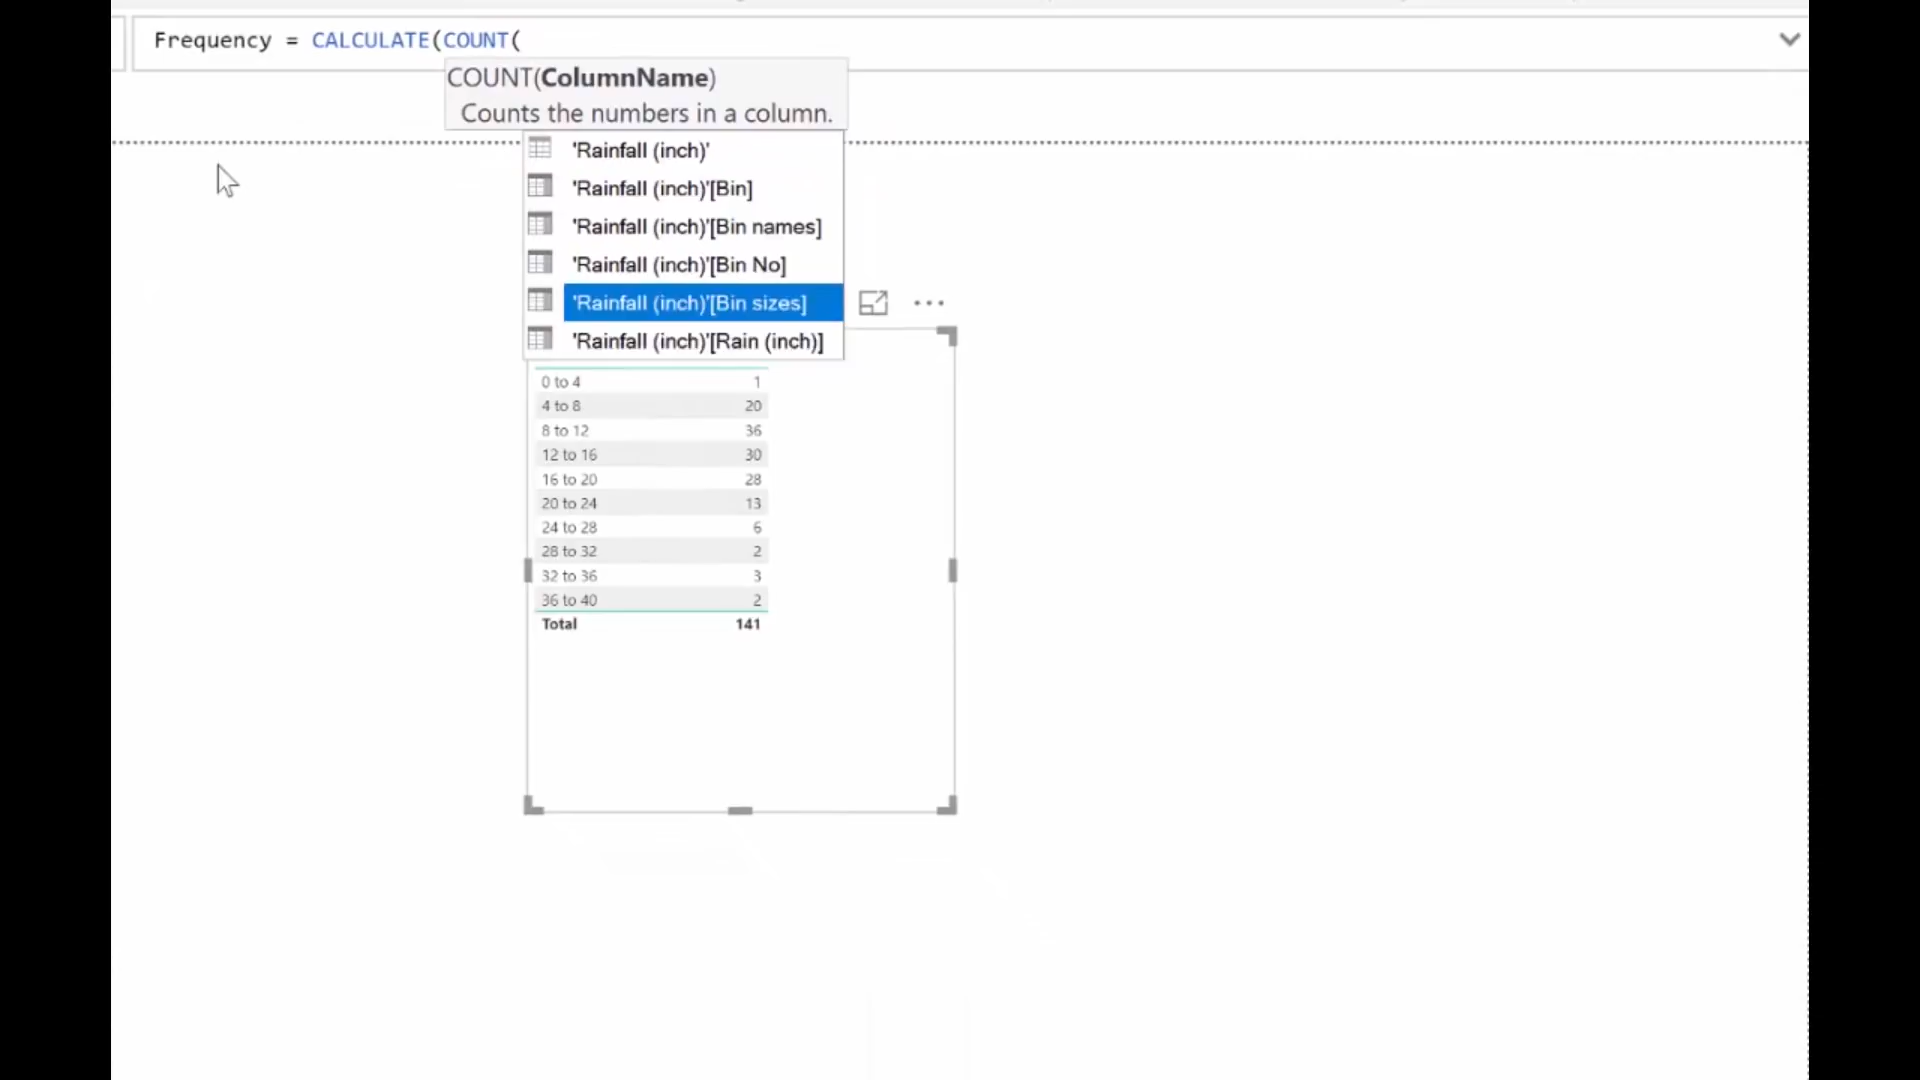 Frequency = CALCULATE(COUNT(
COUNT(ColumnName)
Counts the numbers in a column.
'Rainfall (inch)'
'Rainfall (inch)'[Bin]
'Rainfall (inch)'[Bin names]
'Rainfall (inch)'[Bin No]
'Rainfall (inch)'[Bin sizes]
'Rainfall (inch)'[Rain (inch)]
0 to 4 1
4 to 8 20
8 to 12 36
12 to 16 30
16 to 20 28
20 to 24 13
24 to 28 6
28 to 32 2
32 to 36 3
36 to 40 2
Total 141